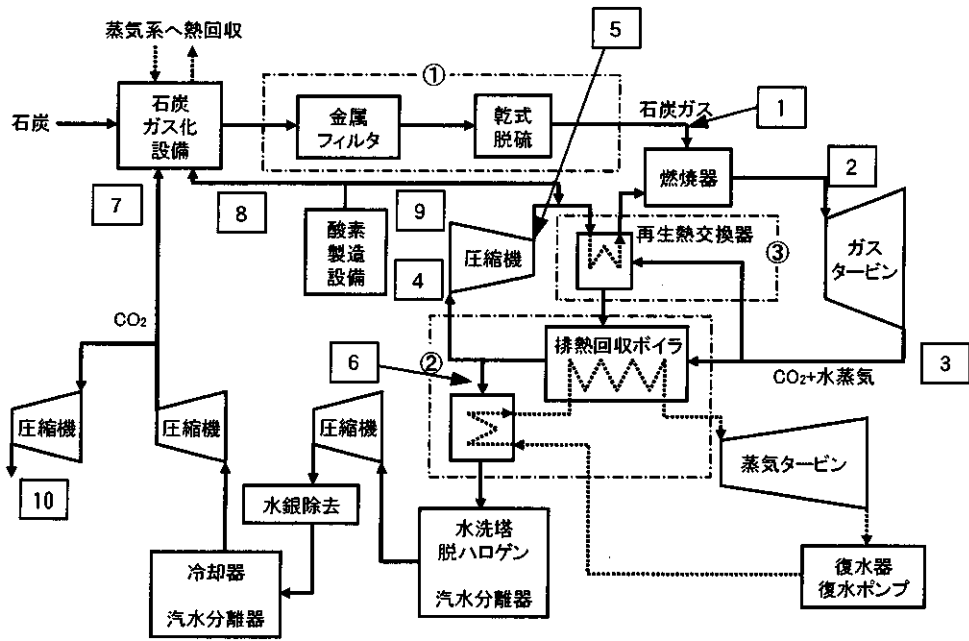 蒸気系へ熱回収
5
①
石炭
石炭
ガス化
設備
金属
フィルタ
乾式
脱硫
石炭ガス
1
燃焼器
2
7
8
9
酸素
製造
設備
圧縮機
4
再生熱交換器
③
ガス
タービン
CO₂
6
②
排熱回収ボイラ
CO₂+水蒸気
3
圧縮機
圧縮機
圧縮機
蒸気タービン
10
水銀除去
水洗塔
脱ハロゲン
汽水分離器
冷却器
汽水分離器
復水器
復水ポンプ